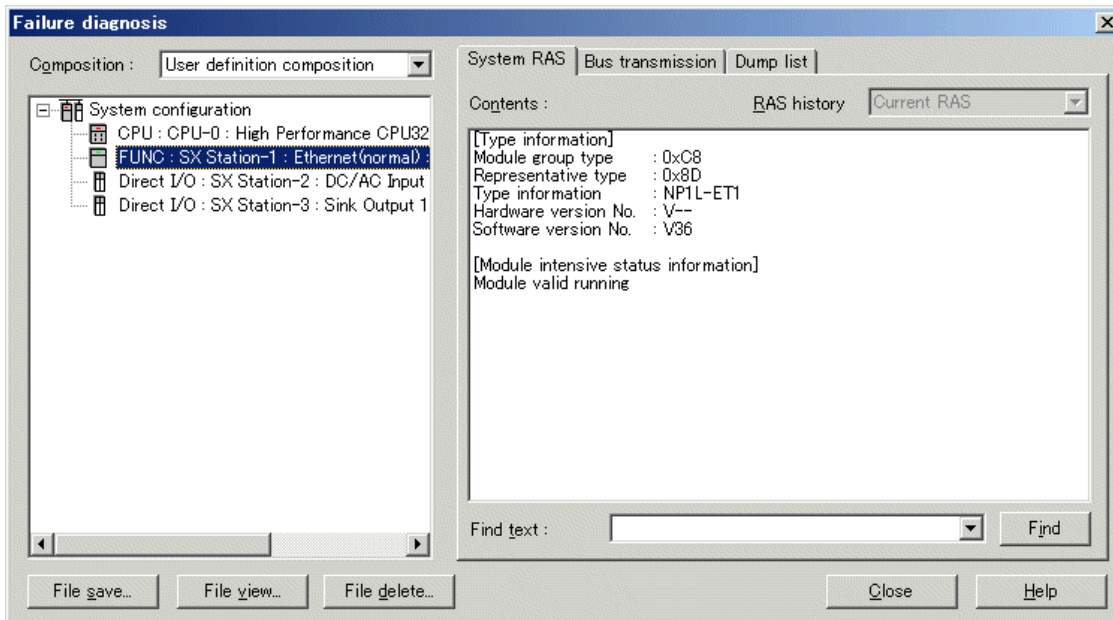 Failure diagnosis
Composition : User definition composition
System configuration
CPU : CPU-0 : High Performance CPU32
FUNC : SX Station-1 : Ethernet(normal) :
Direct I/O : SX Station-2 : DC/AC Input
Direct I/O : SX Station-3 : Sink Output 1
System RAS Bus transmission Dump list
Contents : RAS history Current RAS
[Type information]
Module group type : 0xC8
Representative type : 0x8D
Type information : NP1L-ET1
Hardware version No. : V--
Software version No. : V36
[Module intensive status information]
Module valid running
Find text : Find
File save... File view... File delete... Close Help